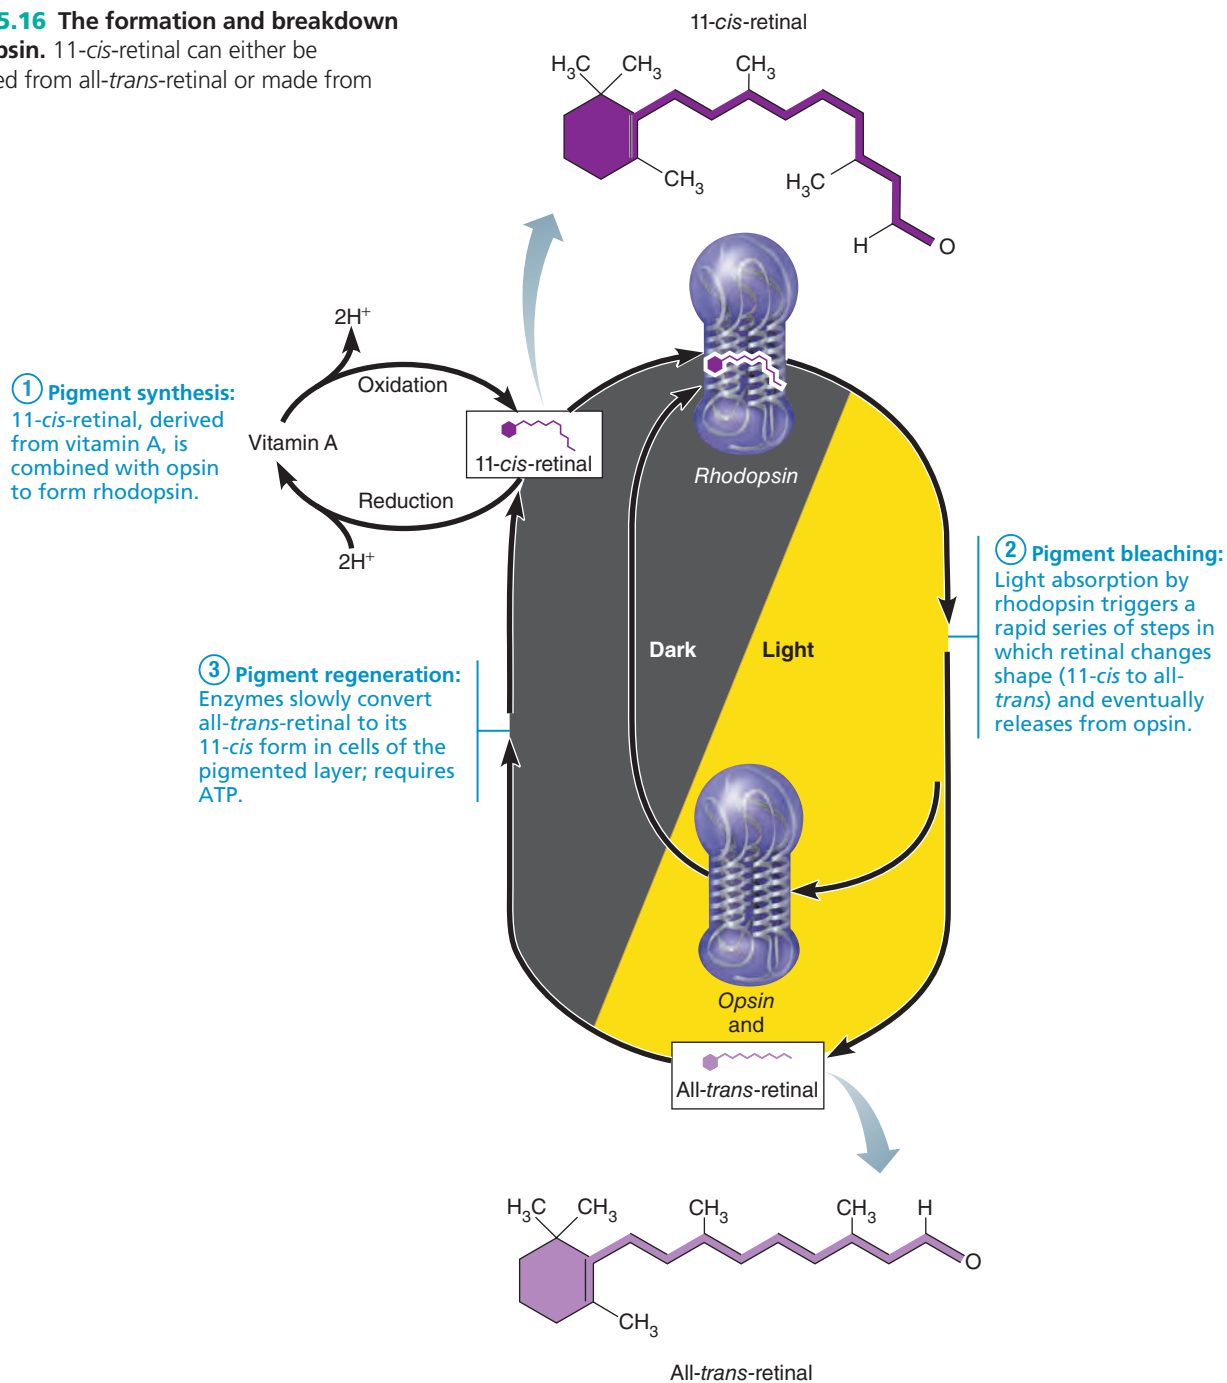 5.16 The formation and breakdown
psin. 11-cis-retinal can either be
ed from all-trans-retinal or made from
11-cis-retinal
H3C
CH3
CH3
CH3
H3C
H
O
2H+
Oxidation
1 Pigment synthesis:
11-cis-retinal, derived
from vitamin A, is
combined with opsin
to form rhodopsin.
Vitamin A
11-cis-retinal
Reduction
2H+
Rhodopsin
2 Pigment bleaching:
Light absorption by
rhodopsin triggers a
rapid series of steps in
which retinal changes
shape (11-cis to all-
trans) and eventually
releases from opsin.
Dark
Light
3 Pigment regeneration:
Enzymes slowly convert
all-trans-retinal to its
11-cis form in cells of the
pigmented layer; requires
ATP.
Opsin
and
All-trans-retinal
H3C
CH3
CH3
CH3
H
O
CH3
All-trans-retinal